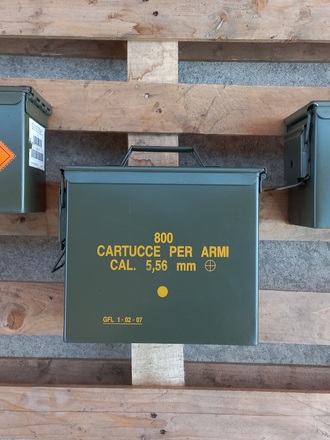 800
CARTUCCE PER ARMI
CAL. 5,56 mm
GFL 1-02-07